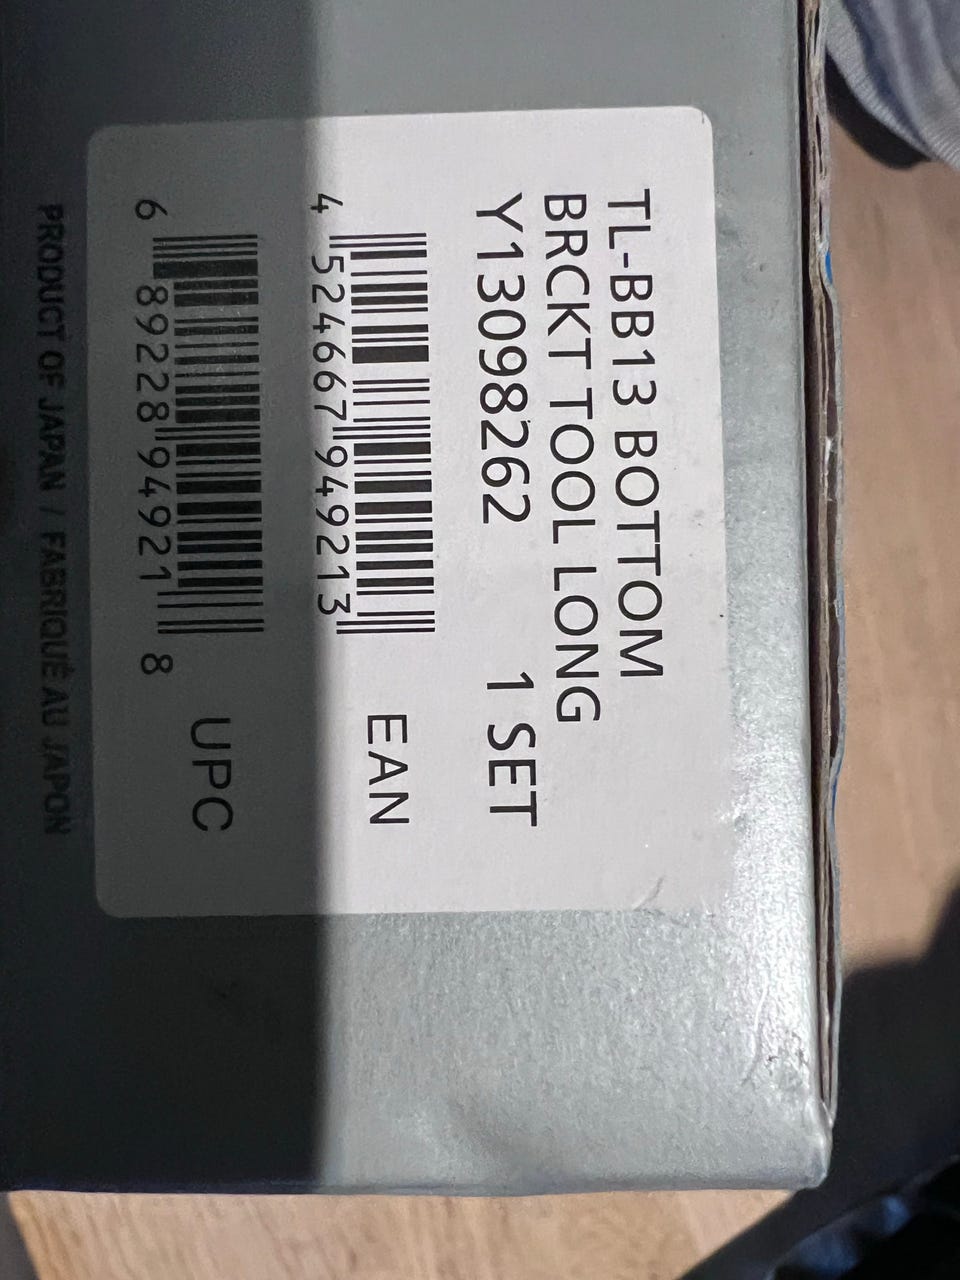 TL-BB13 BOTTOM
BRCKT TOOL LONG
Y13098262 1 SET
4 524667 949213 EAN
6 89228 94921 8 UPC
PRODUCT OF JAPAN / FABRIQUÉ AU JAPON